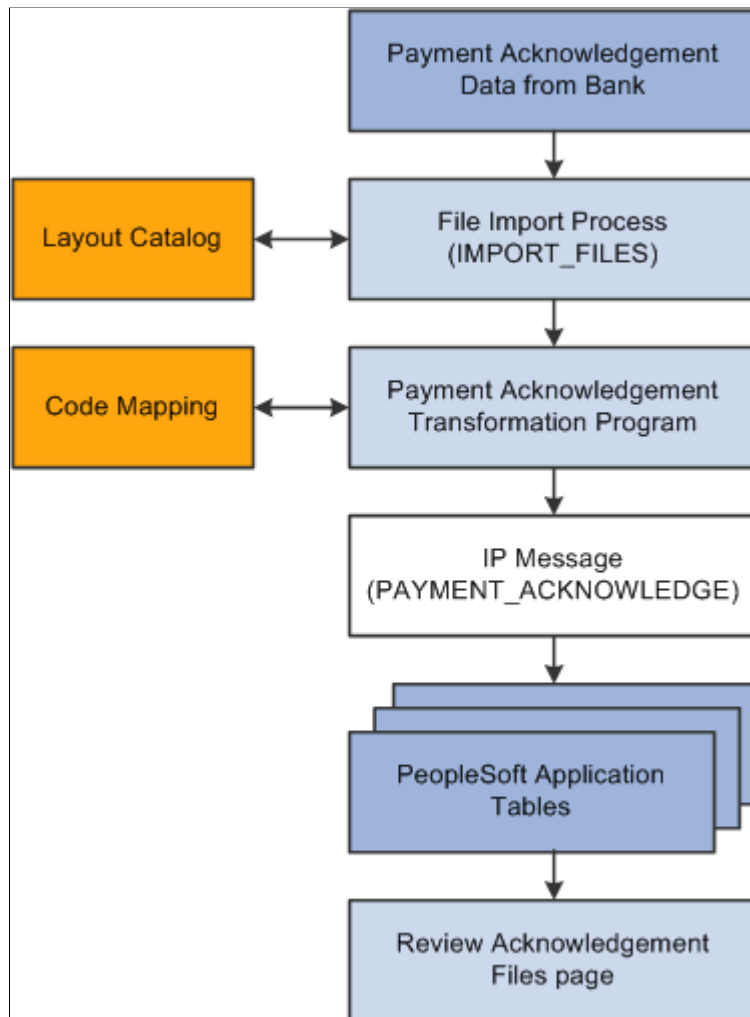 Payment Acknowledgement
Data from Bank
Layout Catalog
File Import Process
(IMPORT_FILES)
Code Mapping
Payment Acknowledgement
Transformation Program
IP Message
(PAYMENT_ACKNOWLEDGE)
PeopleSoft Application
Tables
Review Acknowledgement
Files page